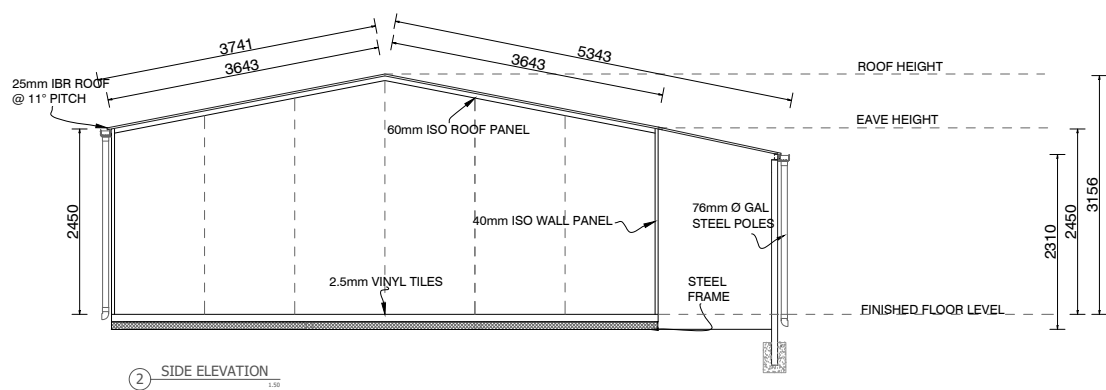 3741
3643
3643
5343
25mm IBR ROOF
@ 11° PITCH
ROOF HEIGHT
EAVE HEIGHT
60mm ISO ROOF PANEL
2450
40mm ISO WALL PANEL
76mm Ø GAL
STEEL POLES
2310
2450
3156
2.5mm VINYL TILES
STEEL
FRAME
FINISHED FLOOR LEVEL
2 SIDE ELEVATION
1:50